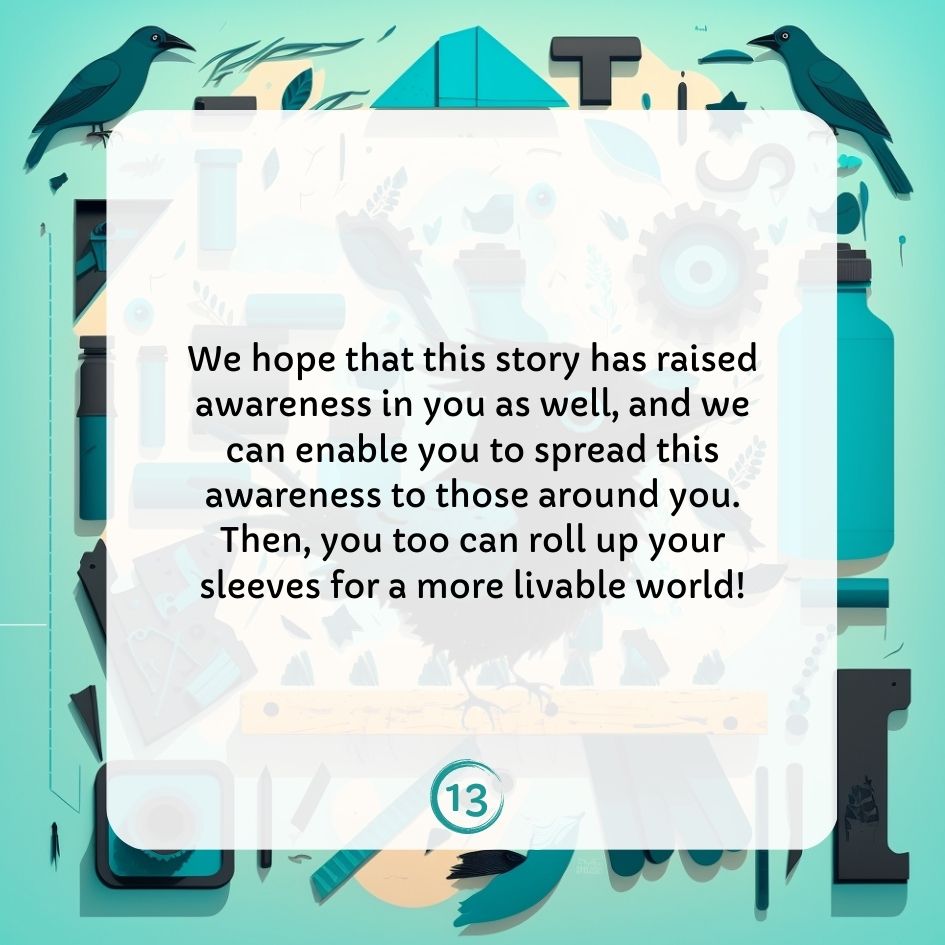 We hope that this story has raised
awareness in you as well, and we
can enable you to spread this
awareness to those around you.
Then, you too can roll up your
sleeves for a more livable world!
13